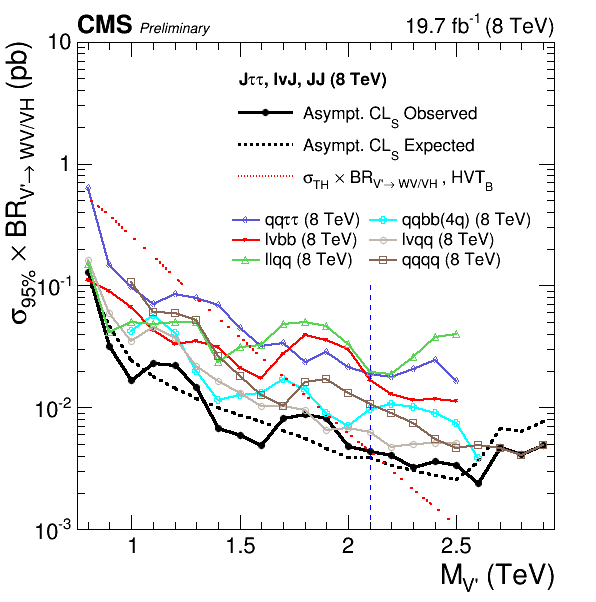 CMS Preliminary 19.7 fb⁻¹ (8 TeV)
σ95% × BRV'→ WV/VH (pb)
10
1
10⁻¹
10⁻²
10⁻³
Jττ, lνJ, JJ (8 TeV)
Asympt. CLS Observed
Asympt. CLS Expected
σTH × BRV'→ WV/VH , HVTB
qqττ (8 TeV) qqbb(4q) (8 TeV)
lνbb (8 TeV) lνqq (8 TeV)
llqq (8 TeV) qqqq (8 TeV)
1 1.5 2 2.5
MV' (TeV)